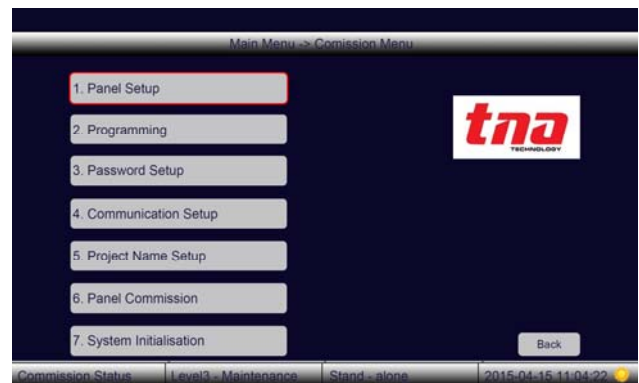 Main Menu -> Comission Menu
1. Panel Setup
tna
TECHNOLOGY
2. Programming
3. Password Setup
4. Communication Setup
5. Project Name Setup
6. Panel Commission
7. System Initialisation
Back
Commission Status Level3 - Maintenance Stand - alone 2015-04-15 11:04:22